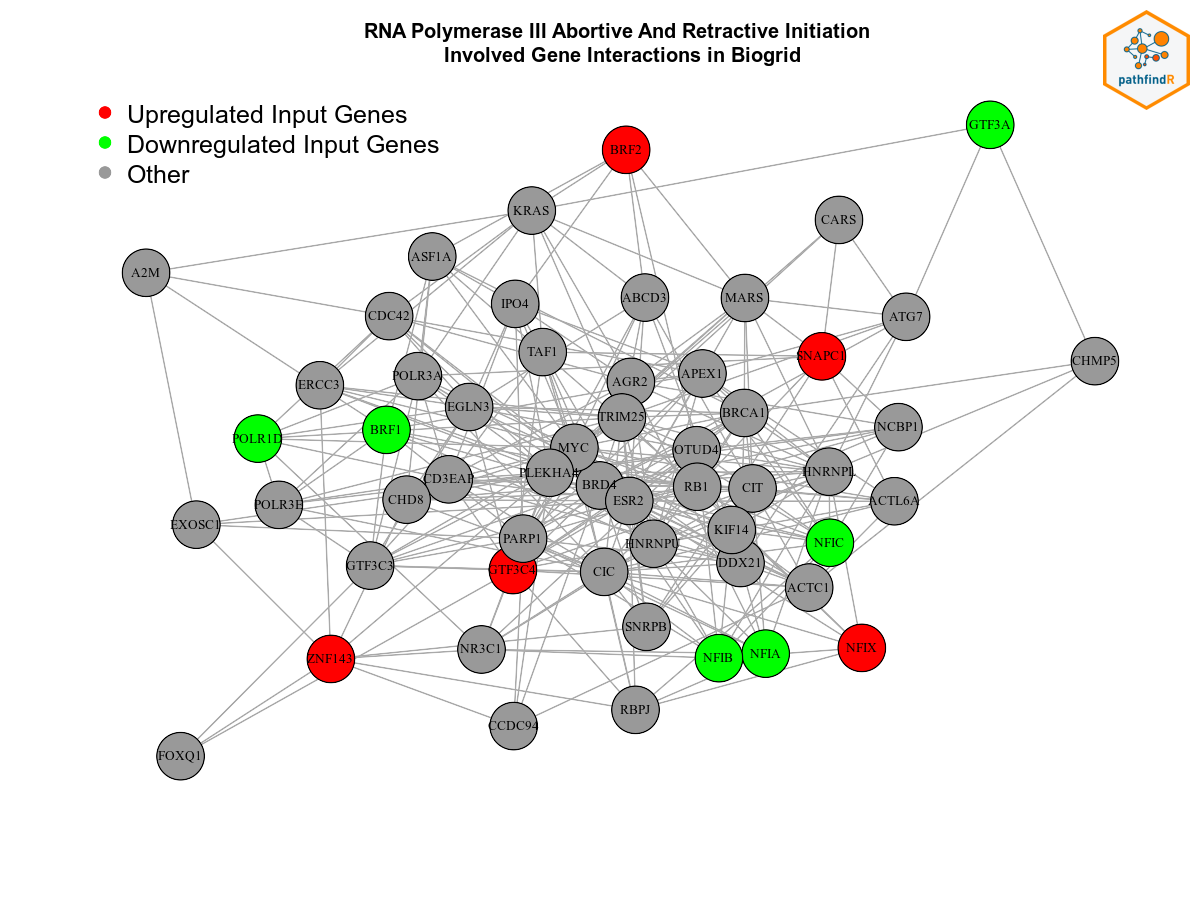 RNA Polymerase III Abortive And Retractive Initiation
Involved Gene Interactions in Biogrid
pathfindR
Upregulated Input Genes
Downregulated Input Genes
Other
GTF3A
BRF2
KRAS
CARS
ASF1A
A2M
ABCD3
MARS
IPO4
CDC42
ATG7
TAF1
SNAPC1
CHMP5
APEX1
POLR3A
AGR2
ERCC3
EGLN3
BRCA1
TRIM25
NCBP1
BRF1
POLR1D
MYC
OTUD4
HNRNPL
PLEKHA4
CD3EAP
BRD4
RB1
CIT
CHD8
ESR2
ACTL6A
POLR3E
EXOSC1
KIF14
PARP1
HNRNPU
NFIC
DDX21
GTF3C3
GTF3C4
CIC
ACTC1
SNRPB
NR3C1
NFIX
NFIA
NFIB
ZNF143
RBPJ
CCDC94
FOXQ1